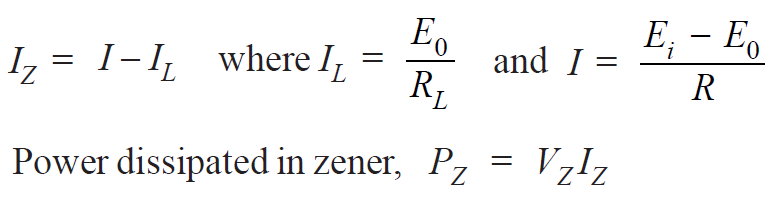 I_Z = I – I_L where I_L = E_0/R_L and I = (E_i – E_0)/R
Power dissipated in zener, P_Z = V_Z I_Z